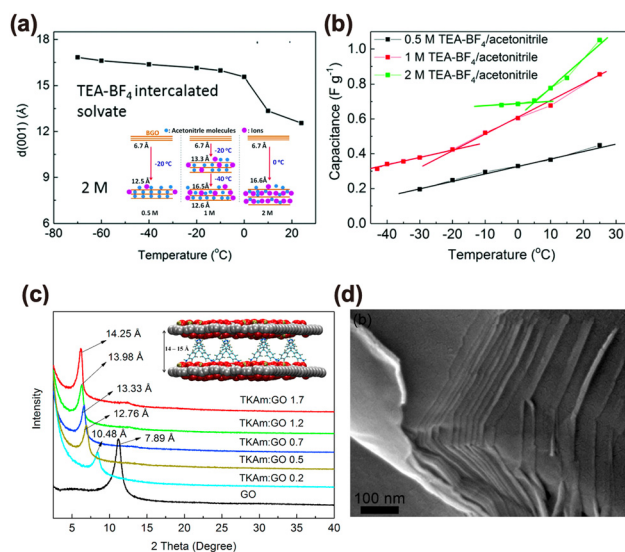 (a)
18
15
12
9
6
3
0
d(001) (Å)
TEA-BF4 intercalated
solvate
BGO
: Acetonitrile molecules
: Ions
6.7 Å
-20 °C
12.5 Å
0.5 M
6.7 Å
-20 °C
13.3 Å
-40 °C
16.5Å
12.6 Å
1 M
6.7 Å
0 °C
16.6Å
2 M
2 M
-80 -60 -40 -20 0 20
Temperature (°C)
(b)
0.5 M TEA-BF4/acetonitrile
1 M TEA-BF4/acetonitrile
2 M TEA-BF4/acetonitrile
1.0
0.8
0.6
0.4
0.2
0.0
Capacitance (F g-1)
-40 -30 -20 -10 0 10 20 30
Temperature (°C)
(c)
14.25 Å
13.98 Å
13.33 Å
12.76 Å
10.48 Å
7.89 Å
14 – 15 Å
TKAm:GO 1.7
TKAm:GO 1.2
TKAm:GO 0.7
TKAm:GO 0.5
TKAm:GO 0.2
GO
Intensity
5 10 15 20 25 30 35 40
2 Theta (Degree)
(d)
(b)
100 nm